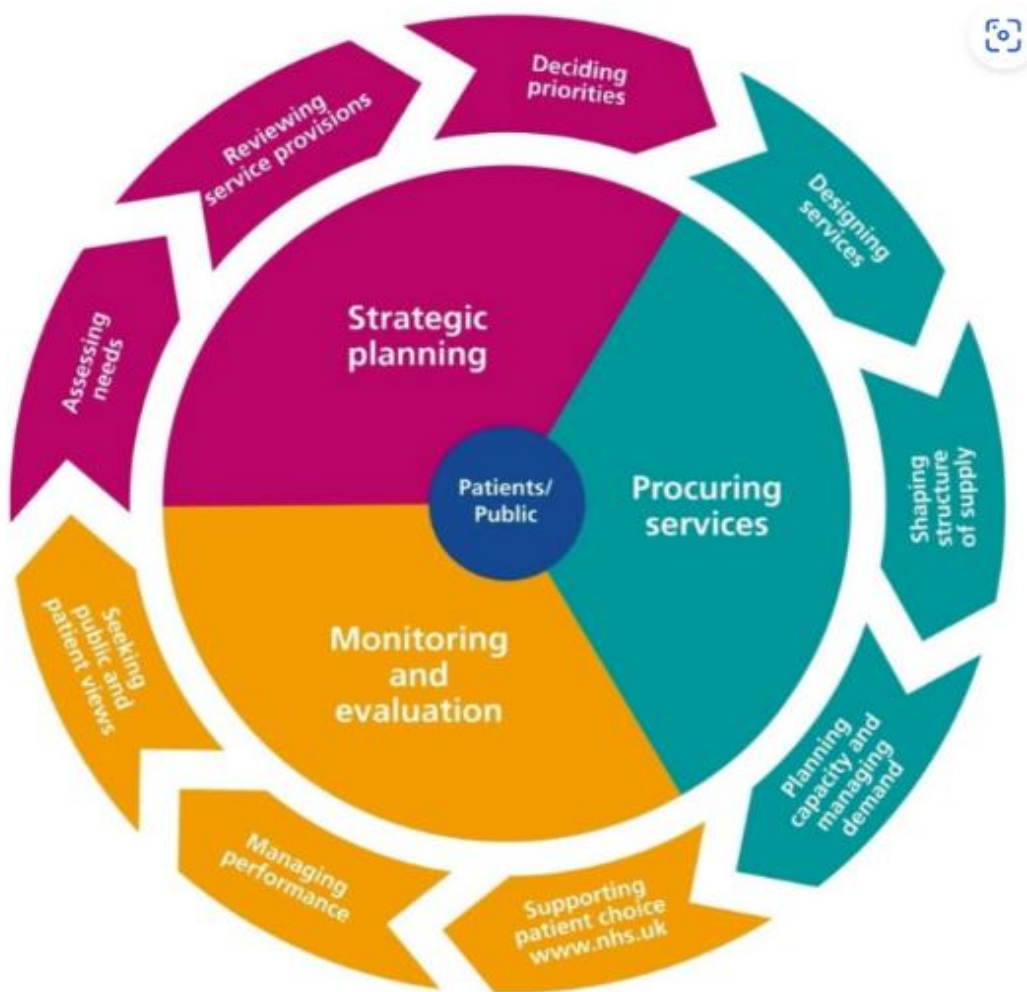 Deciding
priorities
Designing
services
Shaping
structure
of supply
Planning
capacity and
managing
demand
Supporting
patient choice
www.nhs.uk
Managing
performance
Seeking
public and
patient views
Assessing
needs
Reviewing
service provisions
Strategic
planning
Procuring
services
Monitoring
and
evaluation
Patients/
Public